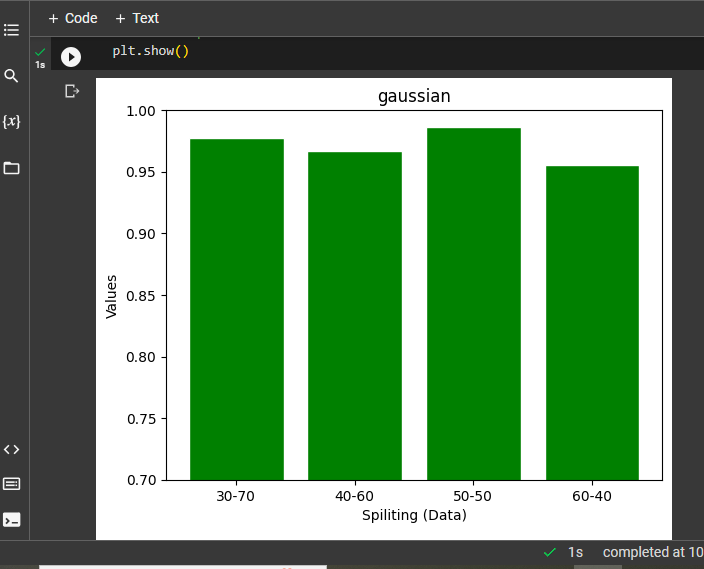 + Code + Text
1s
plt.show()
{x}
gaussian
1.00
0.95
0.90
0.85
0.80
0.75
0.70
Values
30-70 40-60 50-50 60-40
Spiliting (Data)
1s completed at 10